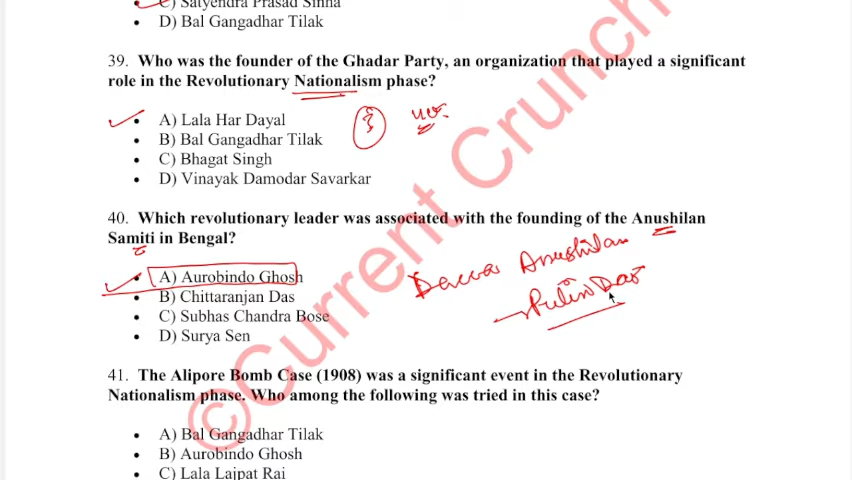 C) Satyendra Prasad Sinha
D) Bal Gangadhar Tilak
39. Who was the founder of the Ghadar Party, an organization that played a significant
role in the Revolutionary Nationalism phase?
A) Lala Har Dayal
B) Bal Gangadhar Tilak
C) Bhagat Singh
D) Vinayak Damodar Savarkar
40. Which revolutionary leader was associated with the founding of the Anushilan
Samiti in Bengal?
A) Aurobindo Ghosh
B) Chittaranjan Das
C) Subhas Chandra Bose
D) Surya Sen
Dacca Anushilan
Pulin Das
41. The Alipore Bomb Case (1908) was a significant event in the Revolutionary
Nationalism phase. Who among the following was tried in this case?
A) Bal Gangadhar Tilak
B) Aurobindo Ghosh
C) Lala Lajpat Rai
©Current Crunch